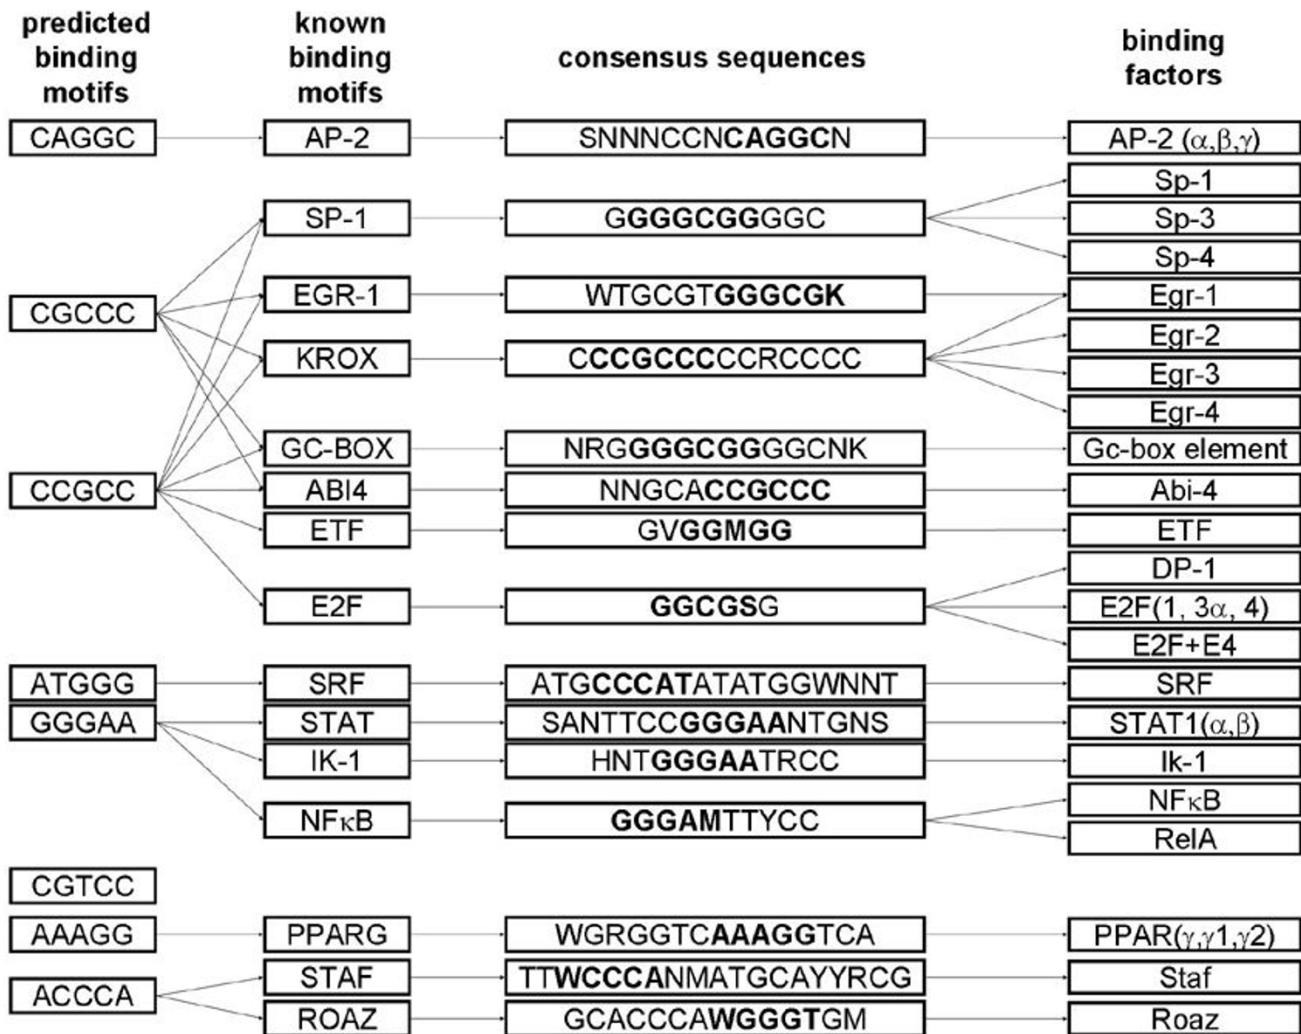 predicted binding motifs
known binding motifs
consensus sequences
binding factors
CAGGC AP-2 SNNNCCNCAGGCN AP-2 (α,β,γ)
Sp-1
SP-1 GGGGCGGGGC Sp-3
Sp-4
CGCCC EGR-1 WTGCGTGGGCGK Egr-1
Egr-2
KROX CCCGCCCCCRCCCC Egr-3
Egr-4
GC-BOX NRGGGGCGGGGCNK Gc-box element
CCGCC ABI4 NNGCACCGCCC Abi-4
ETF GVGGMGG ETF
DP-1
E2F GGCGSG E2F(1, 3α, 4)
E2F+E4
ATGGG SRF ATGCCCATATATGGWNNT SRF
GGGAA STAT SANTTCCGGGAANTGNS STAT1(α,β)
IK-1 HNTGGGAATRCC Ik-1
NFκB
NFκB GGGAMTTYCC
RelA
CGTCC
AAAGG PPARG WGRGGTCAAAGGTCA PPAR(γ,γ1,γ2)
ACCCA STAF TTWCCCANMATGCAYYRCG Staf
ROAZ GCACCCAWGGGTGM Roaz